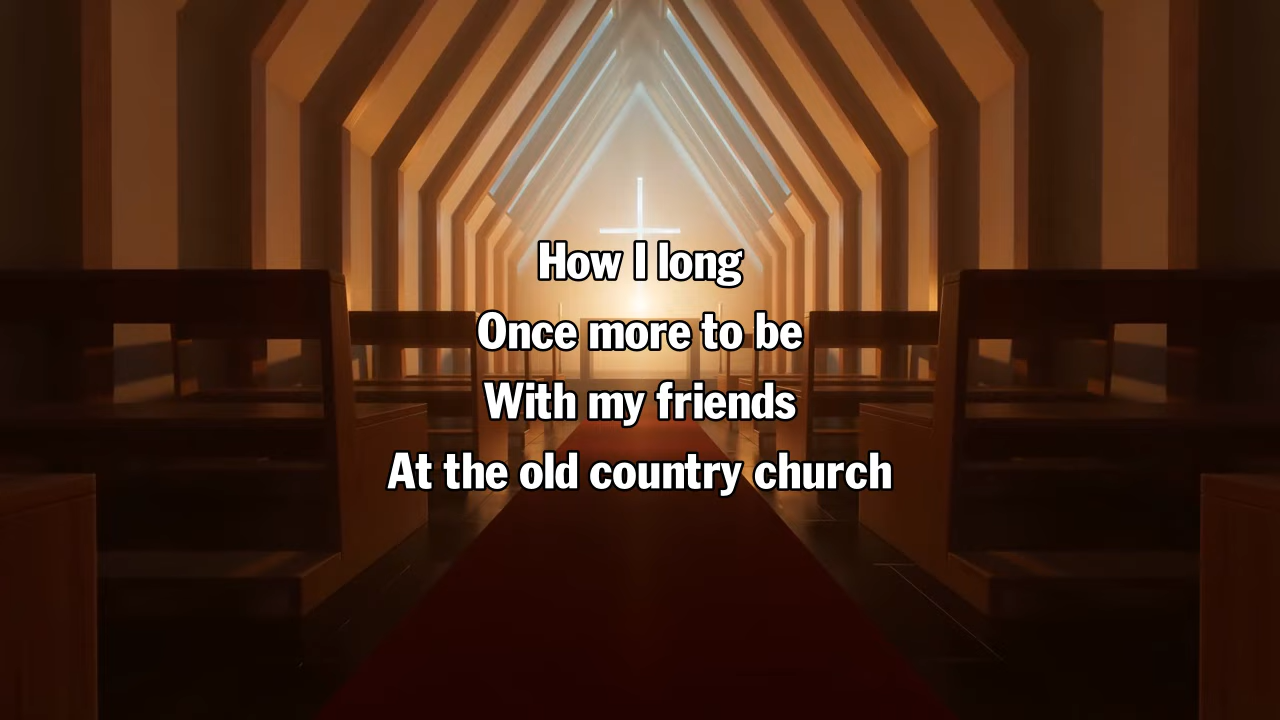 How I long
Once more to be
With my friends
At the old country church